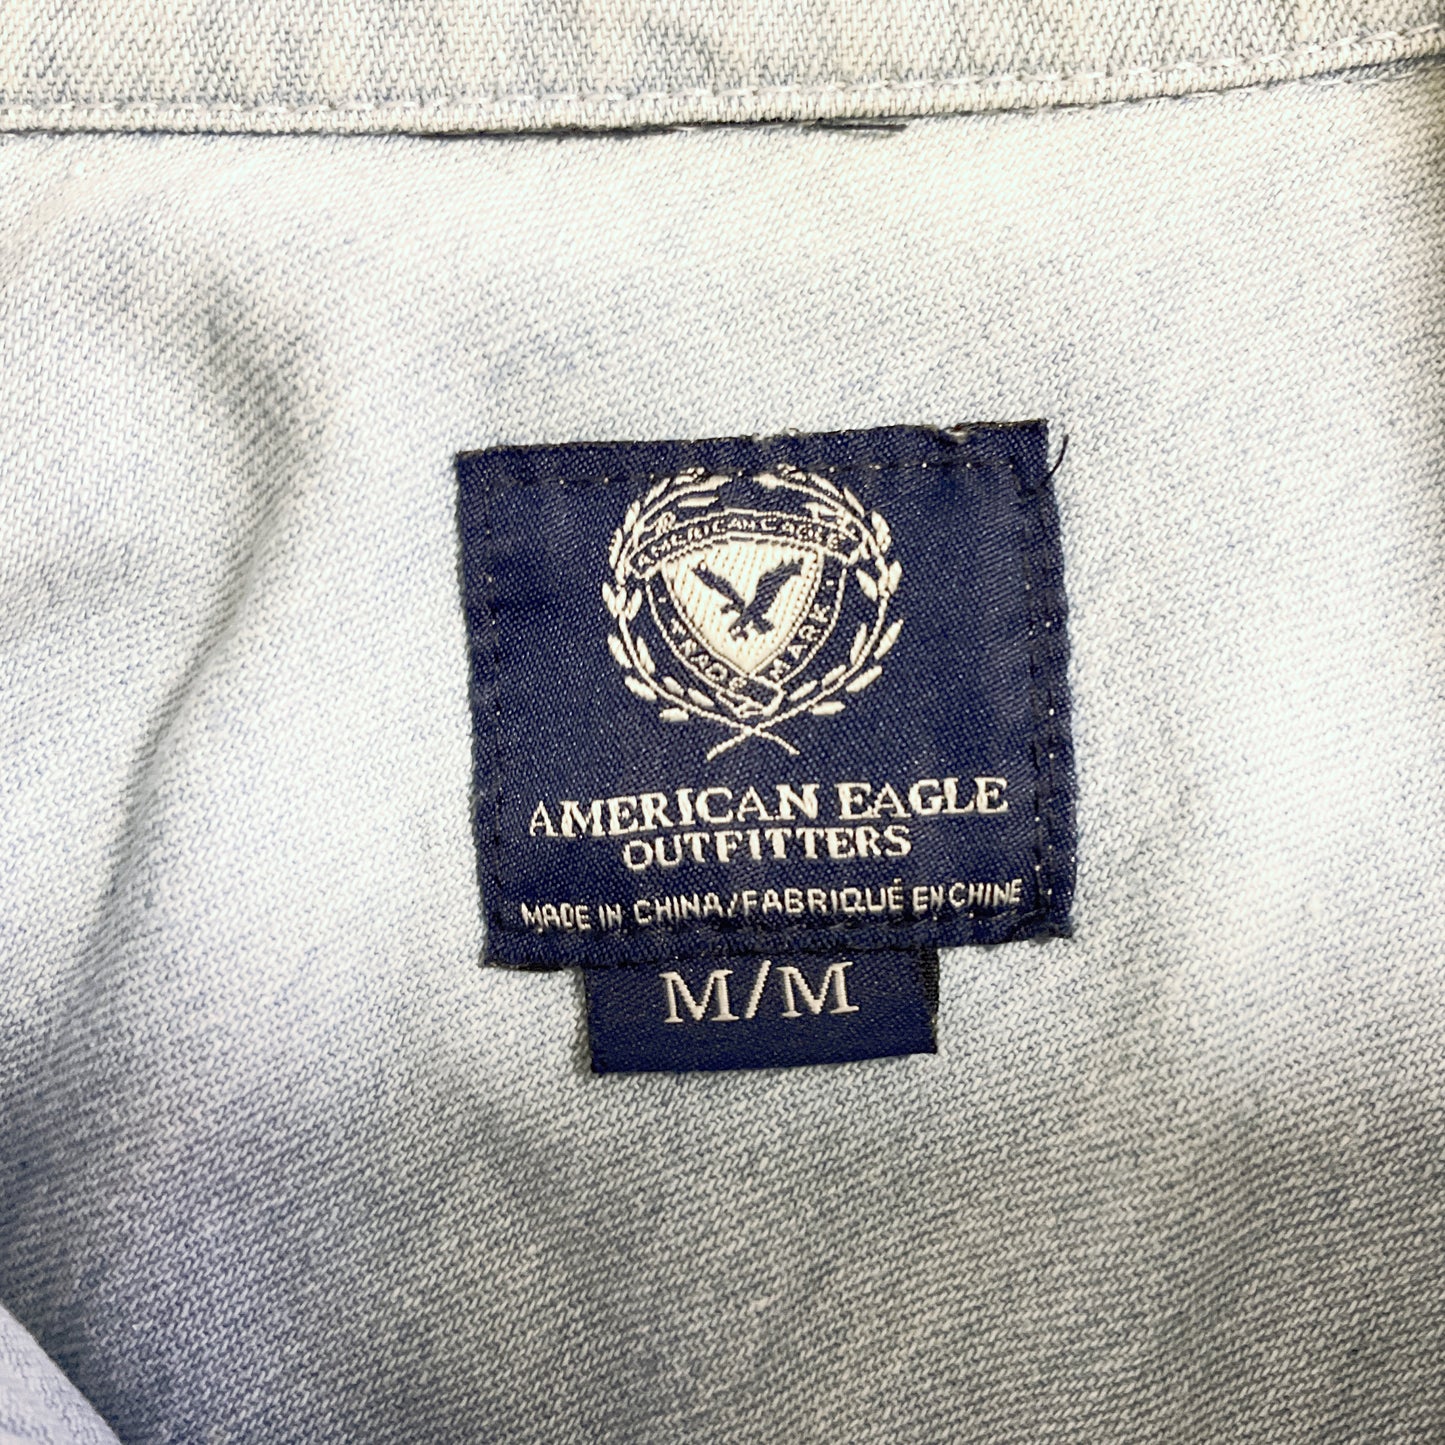 AMERICAN EAGLE
TRADE MARK
AMERICAN EAGLE
OUTFITTERS
MADE IN CHINA/FABRIQUÉ EN CHINE
M/M